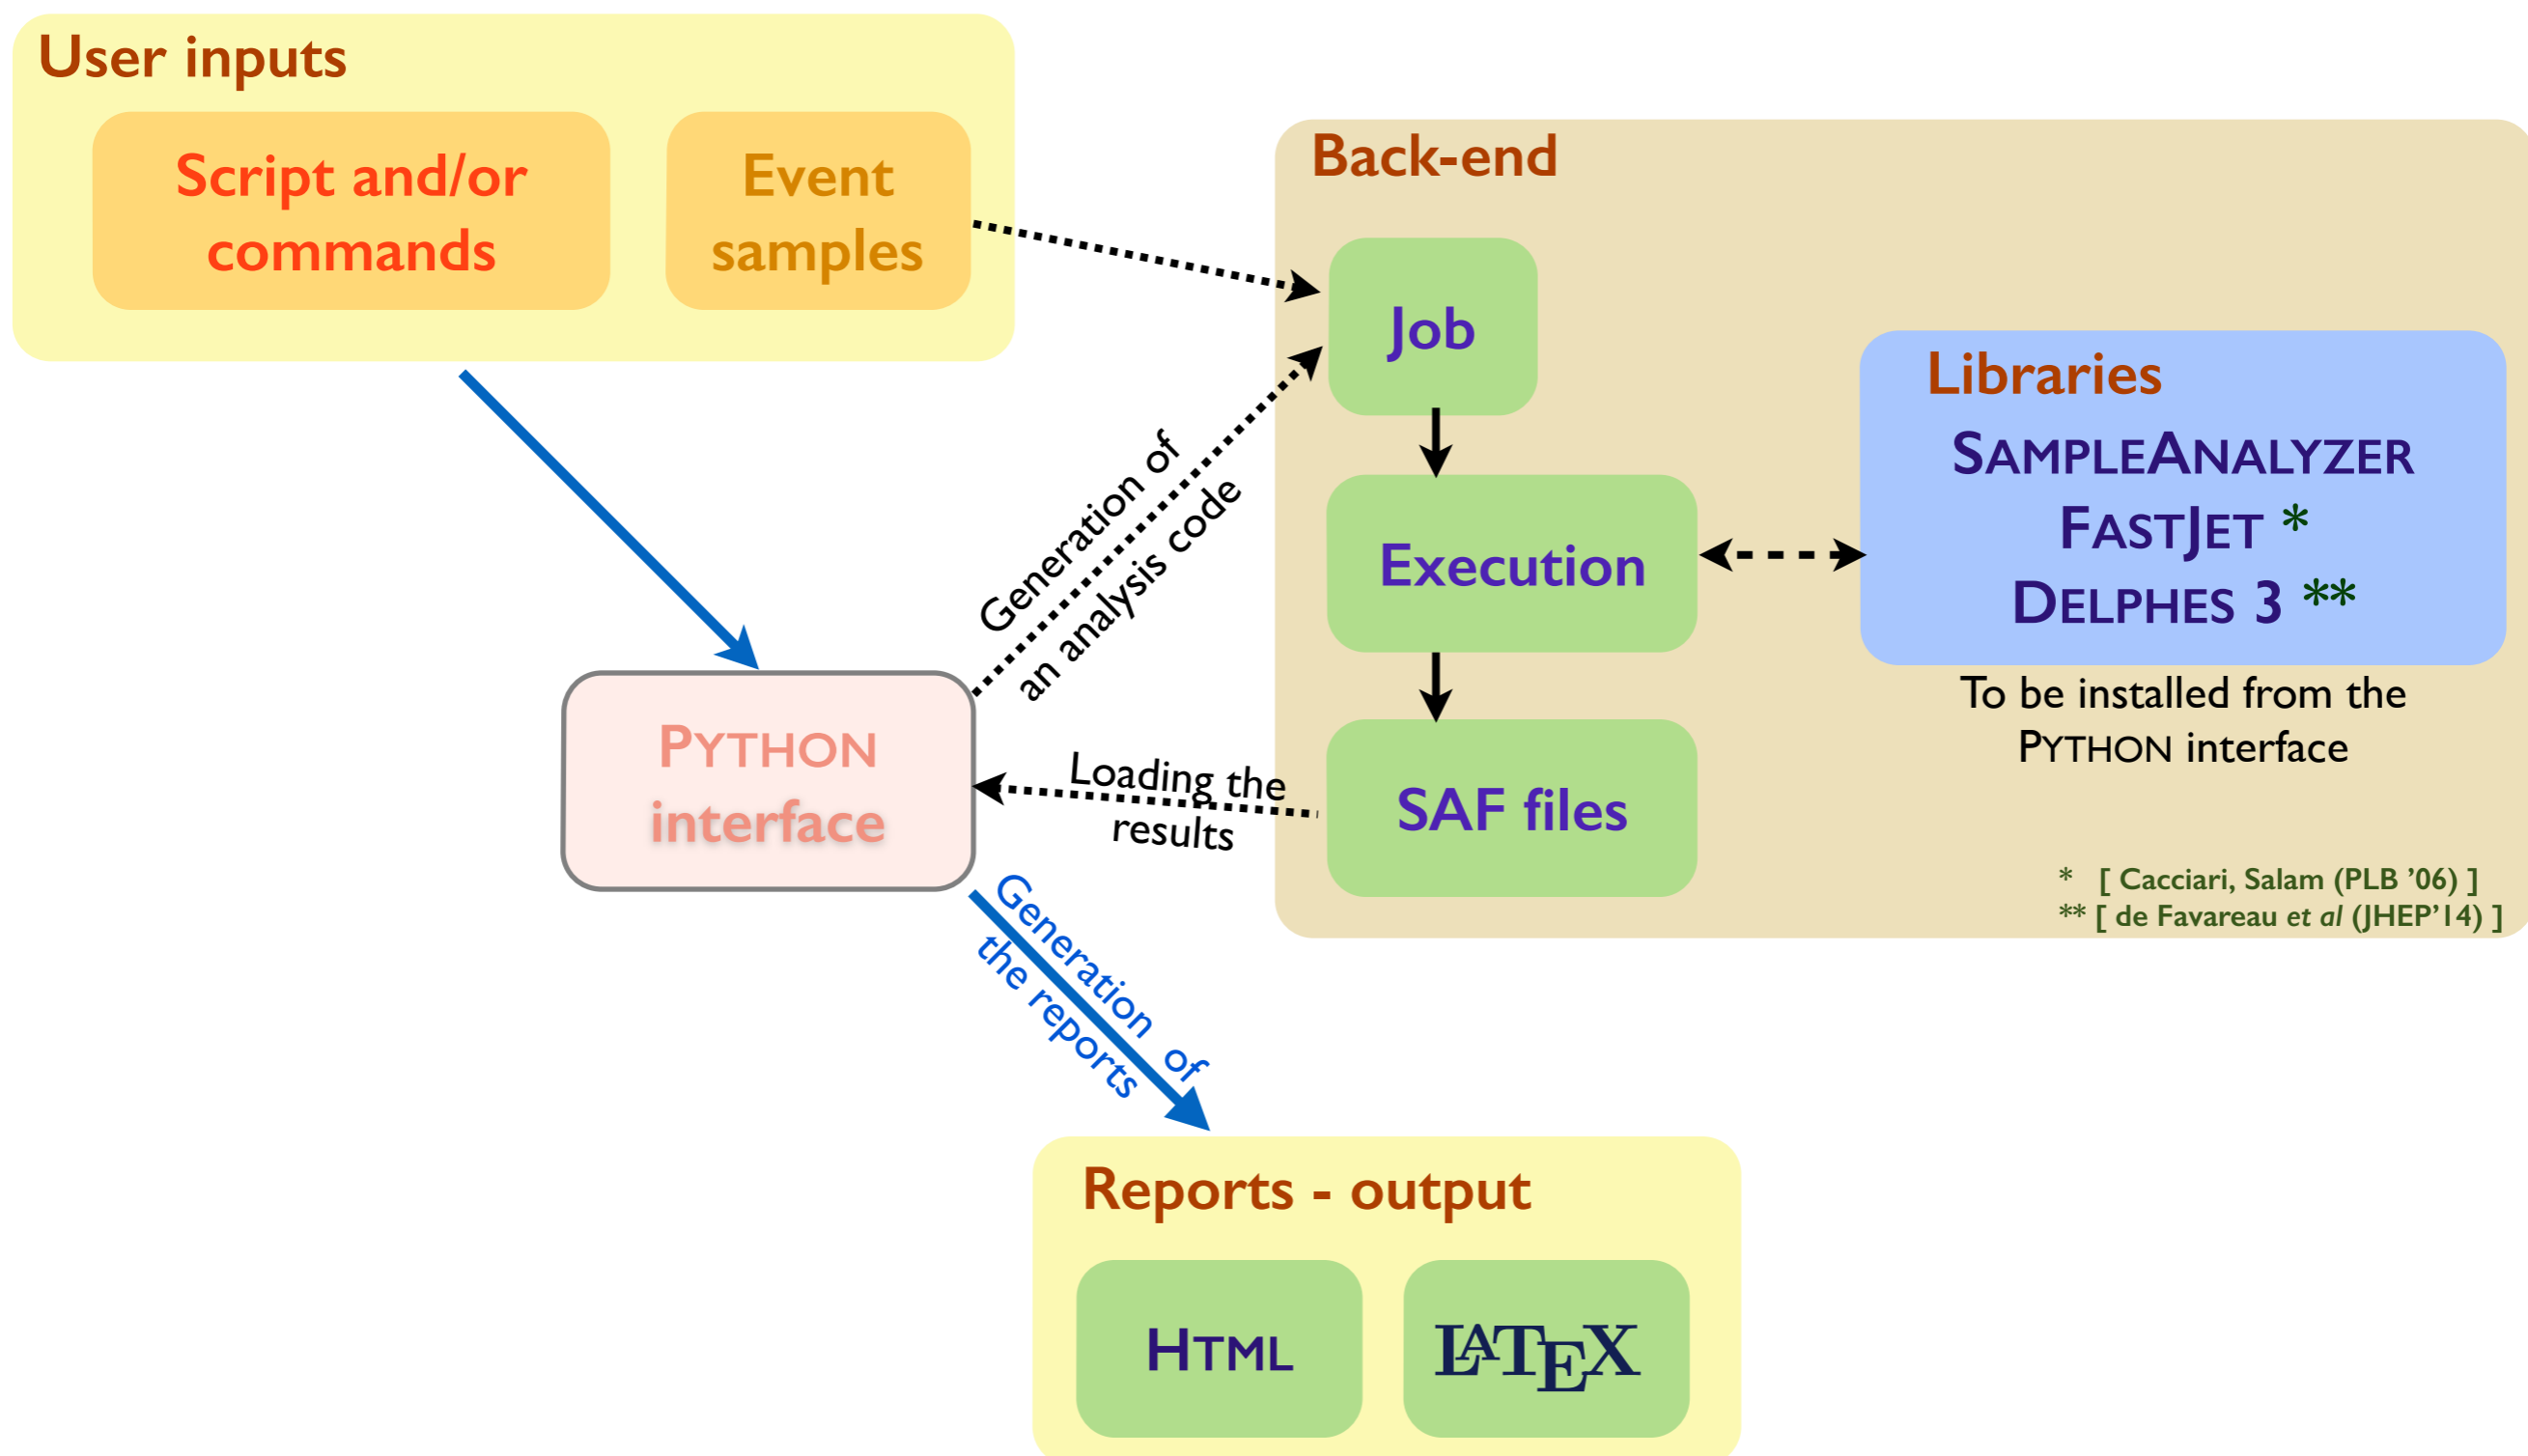 User inputs
Script and/or
commands
Event
samples
Back-end
Job
Execution
SAF files
Libraries
SAMPLEANALYZER
FASTJET *
DELPHES 3 **
To be installed from the
PYTHON interface
* [ Cacciari, Salam (PLB ’06) ]
** [ de Favareau et al (JHEP’14) ]
Generation of
an analysis code
PYTHON
interface
Loading the
results
Generation of
the reports
Reports - output
HTML
LATEX